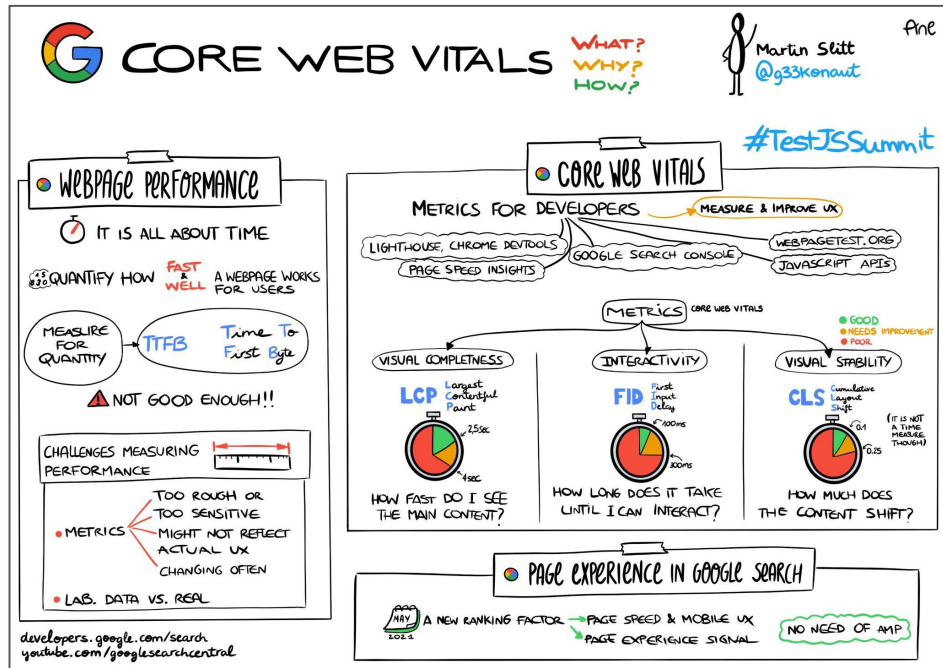 G CORE WEB VITALS
WHAT?
WHY?
HOW?
Martin Slitt
@g33konaut
Ane
#TestJSSummit
WEBPAGE PERFORMANCE
IT IS ALL ABOUT TIME
QUANTIFY HOW FAST & WELL A WEBPAGE WORKS
FOR USERS
MEASURE
FOR
QUANTITY
TTFB
Time To
First Byte
NOT GOOD ENOUGH!!
CHALLENGES MEASURING
PERFORMANCE
METRICS
TOO ROUGH OR
TOO SENSITIVE
MIGHT NOT REFLECT
ACTUAL UX
CHANGING OFTEN
LAB. DATA VS. REAL
developers.google.com/search
youtube.com/googlesearchcentral
CORE WEB VITALS
METRICS FOR DEVELOPERS
MEASURE & IMPROVE UX
LIGHTHOUSE, CHROME DEVTOOLS
PAGE SPEED INSIGHTS
GOOGLE SEARCH CONSOLE
WEBPAGETEST.ORG
JAVASCRIPT APIs
METRICS
CORE WEB VITALS
GOOD
NEEDS IMPROVEMENT
POOR
VISUAL COMPLETNESS
LCP
Largest
Contentful
Paint
2,5sec
4sec
HOW FAST DO I SEE
THE MAIN CONTENT?
INTERACTIVITY
FID
First
Input
Delay
100ms
300ms
HOW LONG DOES IT TAKE
UNTIL I CAN INTERACT?
VISUAL STABILITY
CLS
Cumulative
Layout
Shift
0.1
0.25
(IT IS NOT
A TIME
MEASURE
THOUGH)
HOW MUCH DOES
THE CONTENT SHIFT?
PAGE EXPERIENCE IN GOOGLE SEARCH
MAY
2021
A NEW RANKING FACTOR
PAGE SPEED & MOBILE UX
PAGE EXPERIENCE SIGNAL
NO NEED OF AMP